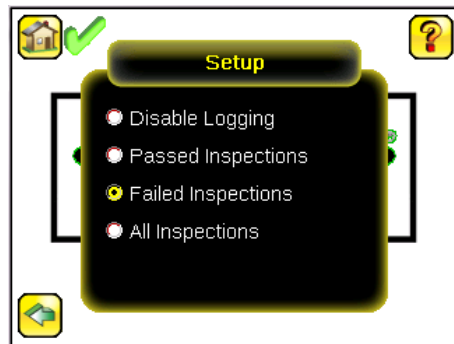 Setup
Disable Logging
Passed Inspections
Failed Inspections
All Inspections